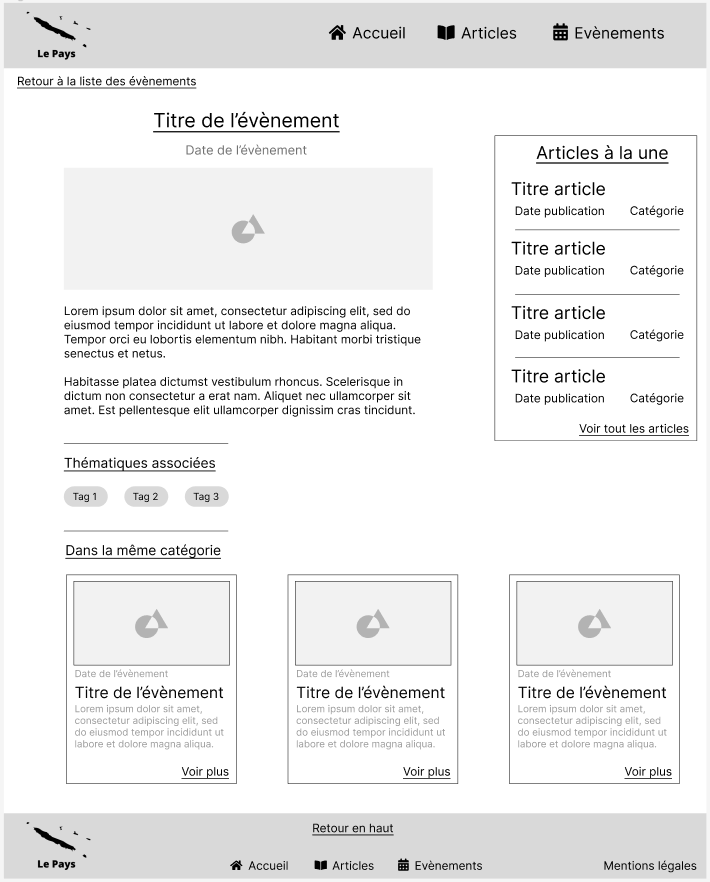 Le Pays
Accueil
Articles
Evènements
Retour à la liste des évènements
Titre de l'évènement
Date de l'évènement
Lorem ipsum dolor sit amet, consectetur adipiscing elit, sed do
eiusmod tempor incididunt ut labore et dolore magna aliqua.
Tempor orci eu lobortis elementum nibh. Habitant morbi tristique
senectus et netus.
Habitasse platea dictumst vestibulum rhoncus. Scelerisque in
dictum non consectetur a erat nam. Aliquet nec ullamcorper sit
amet. Est pellentesque elit ullamcorper dignissim cras tincidunt.
Articles à la une
Titre article
Date publication Catégorie
Titre article
Date publication Catégorie
Titre article
Date publication Catégorie
Titre article
Date publication Catégorie
Voir tout les articles
Thématiques associées
Tag 1
Tag 2
Tag 3
Dans la même catégorie
Date de l'évènement
Titre de l'évènement
Lorem ipsum dolor sit amet,
consectetur adipiscing elit, sed
do eiusmod tempor incididunt ut
labore et dolore magna aliqua.
Voir plus
Date de l'évènement
Titre de l'évènement
Lorem ipsum dolor sit amet,
consectetur adipiscing elit, sed
do eiusmod tempor incididunt ut
labore et dolore magna aliqua.
Voir plus
Date de l'évènement
Titre de l'évènement
Lorem ipsum dolor sit amet,
consectetur adipiscing elit, sed
do eiusmod tempor incididunt ut
labore et dolore magna aliqua.
Voir plus
Retour en haut
Le Pays
Accueil
Articles
Evènements
Mentions légales